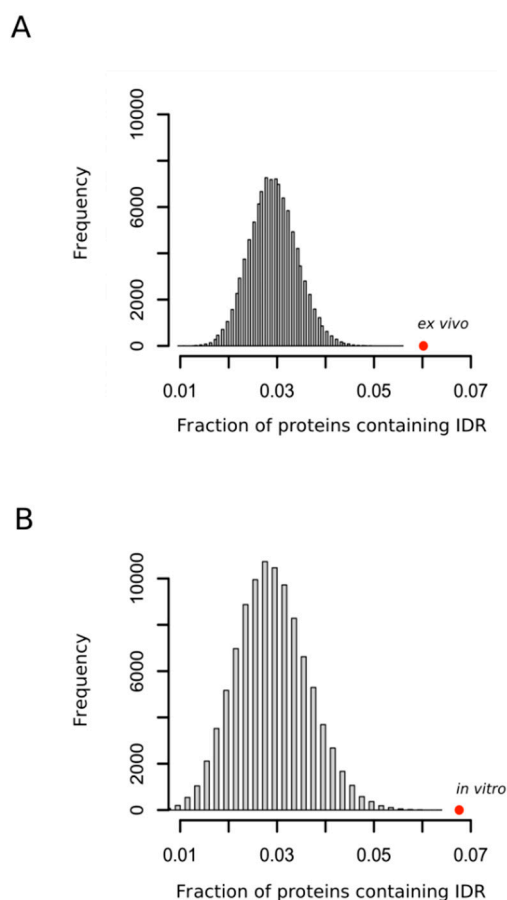 A
10000
6000
2000
0
Frequency
ex vivo
0.01 0.03 0.05 0.07
Fraction of proteins containing IDR
B
10000
6000
2000
0
Frequency
in vitro
0.01 0.03 0.05 0.07
Fraction of proteins containing IDR